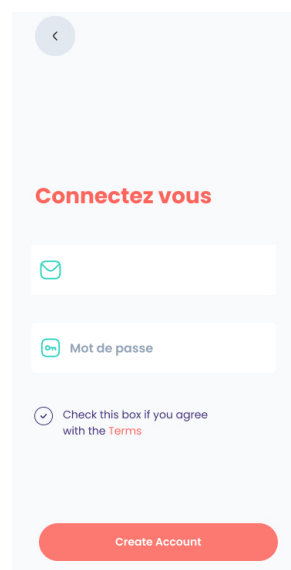 Connectez vous
Mot de passe
Check this box if you agree
with the Terms
Create Account